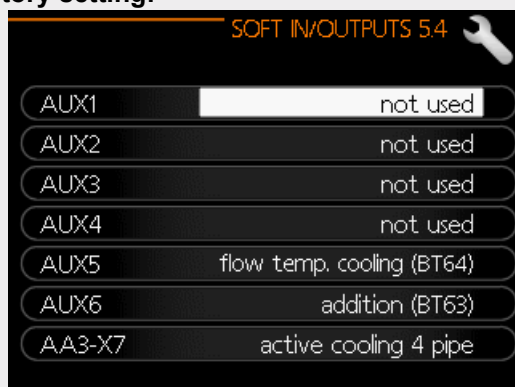 tory setting.
SOFT IN/OUTPUTS 5.4
AUX1 not used
AUX2 not used
AUX3 not used
AUX4 not used
AUX5 flow temp. cooling (BT64)
AUX6 addition (BT63)
AA3-X7 active cooling 4 pipe